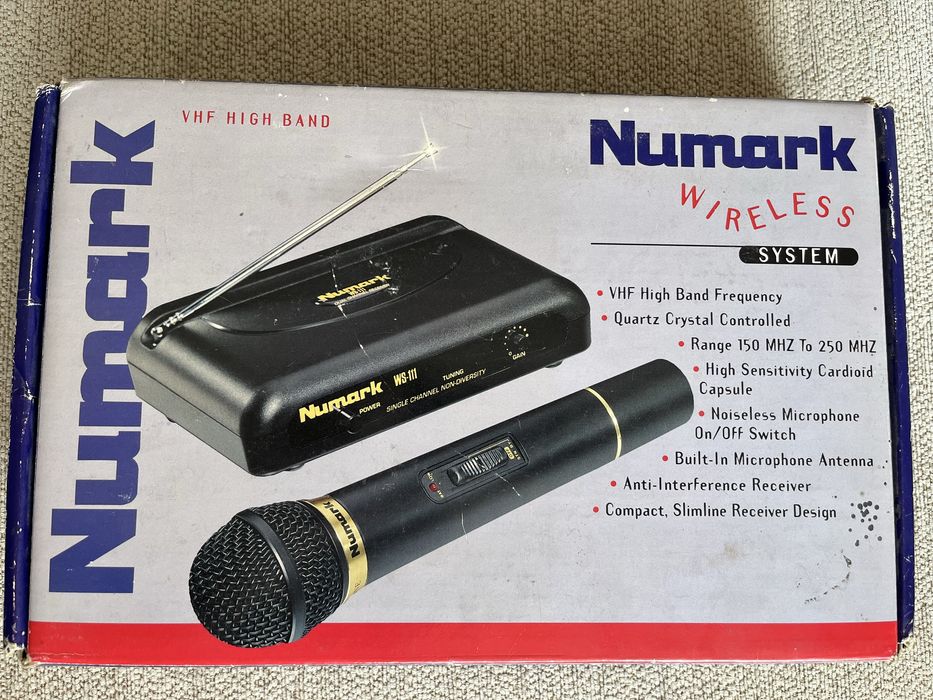 Numark
VHF HIGH BAND
Numark
WIRELESS
SYSTEM
• VHF High Band Frequency
• Quartz Crystal Controlled
• Range 150 MHZ To 250 MHZ
• High Sensitivity Cardioid
Capsule
• Noiseless Microphone
On/Off Switch
• Built-In Microphone Antenna
• Anti-Interference Receiver
• Compact, Slimline Receiver Design
Numark
Numark WS-111
POWER
TUNING
GAIN
SINGLE CHANNEL NON-DIVERSITY
Numark